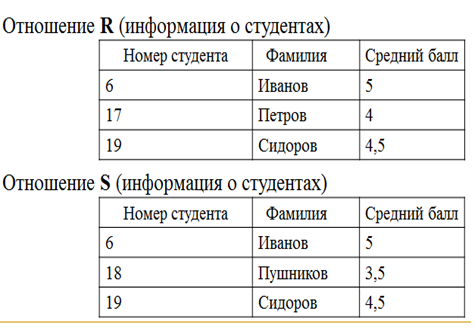 Отношение R (информация о студентах)
Номер студента Фамилия Средний балл
6 Иванов 5
17 Петров 4
19 Сидоров 4,5
Отношение S (информация о студентах)
Номер студента Фамилия Средний балл
6 Иванов 5
18 Пушников 3,5
19 Сидоров 4,5